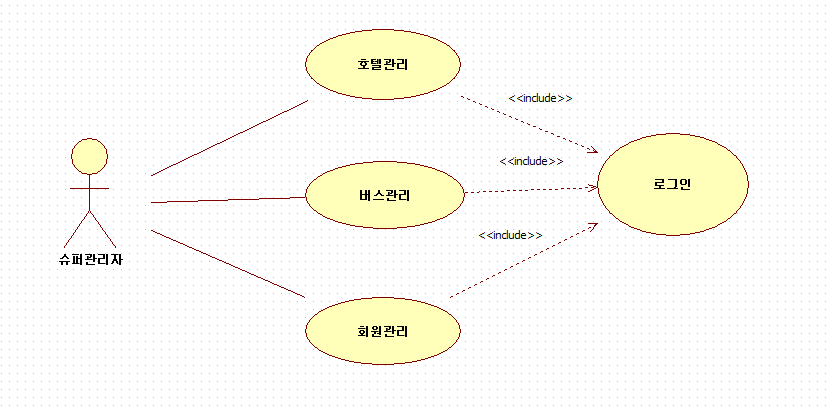 호텔관리
<<include>>
버스관리
<<include>>
로그인
<<include>>
슈퍼관리자
회원관리